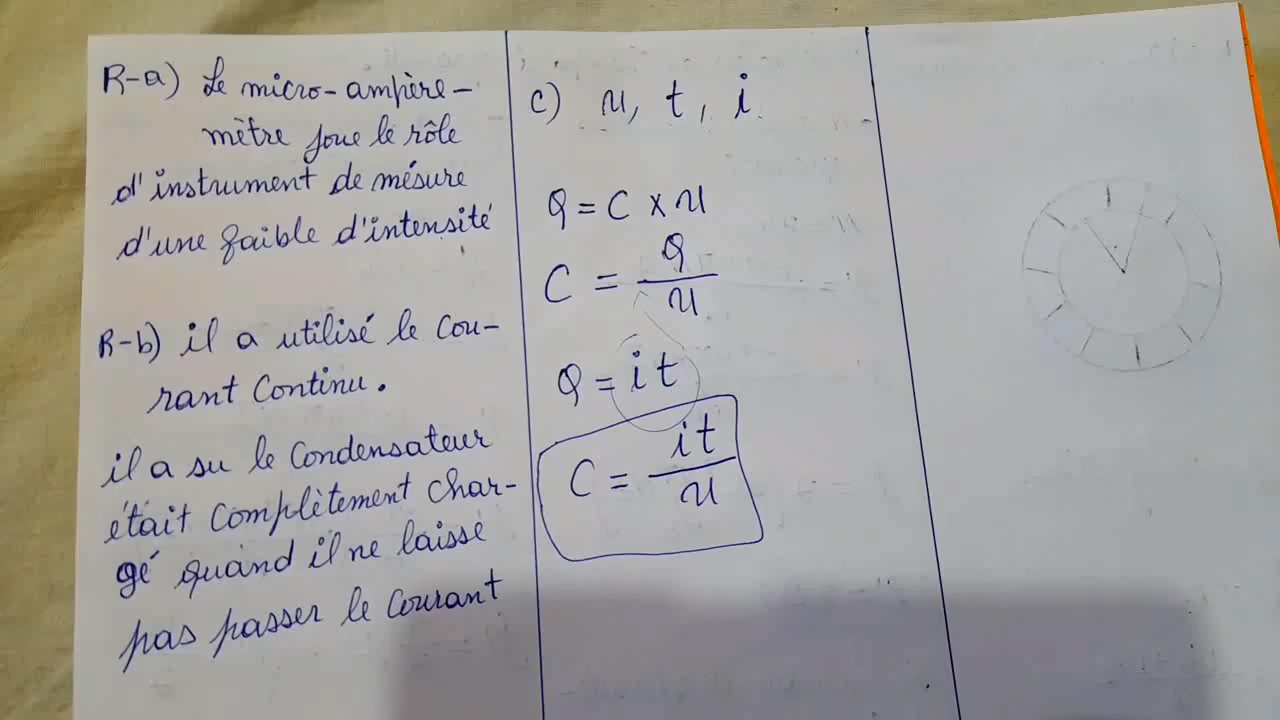 R-a) Le micro-ampère-
mètre joue le rôle
d'instrument de mésure
d'une faible d'intensité
R-b) il a utilisé le cou-
rant continu.
il a su le condensateur
était complètement char-
gé quand il ne laisse
pas passer le courant
c) u, t, i
Q = C x u
C = Q/u
Q = it
C = it/u